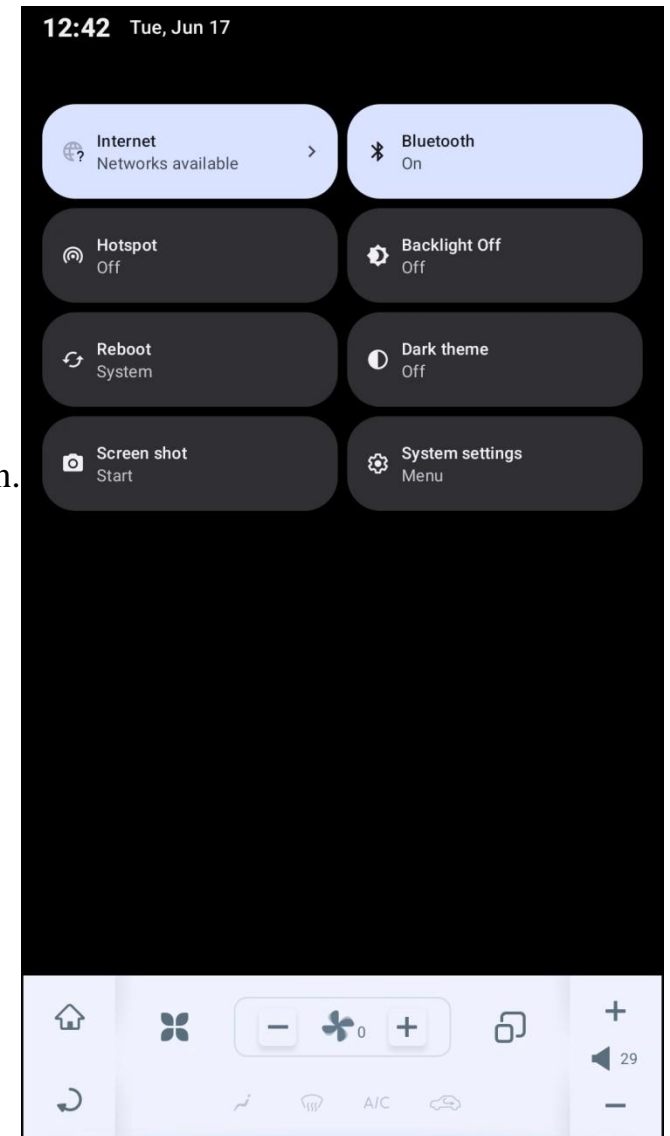 12:42 Tue, Jun 17
Internet
Networks available
Bluetooth
On
Hotspot
Off
Backlight Off
Off
Reboot
System
Dark theme
Off
Screen shot
Start
System settings
Menu
0
29
A/C